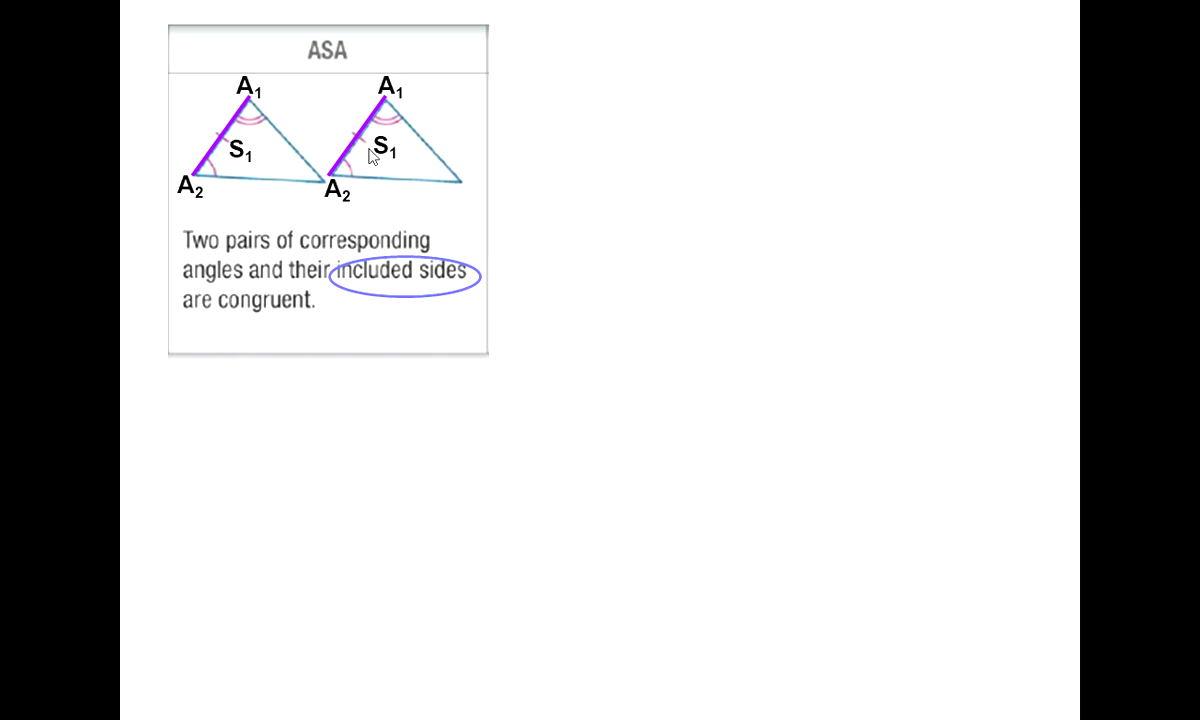 ASA
A₁ A₁
S₁ S₁
A₂ A₂
Two pairs of corresponding
angles and their included sides
are congruent.